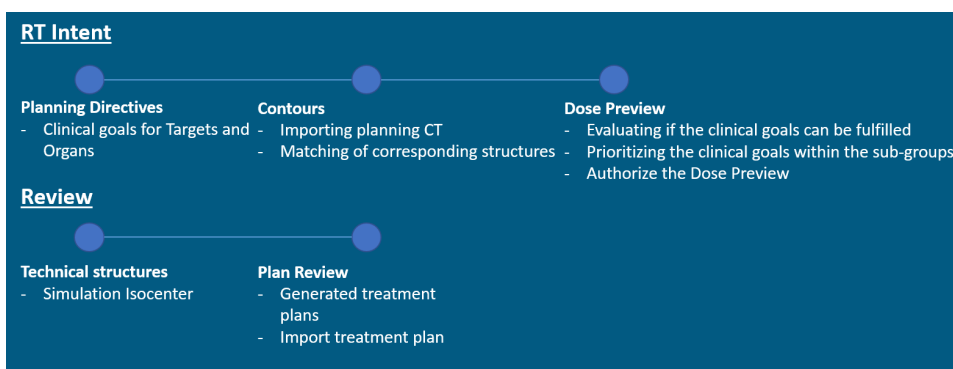 RT Intent
Planning Directives
- Clinical goals for Targets and
Organs
Contours
- Importing planning CT
- Matching of corresponding structures
Dose Preview
- Evaluating if the clinical goals can be fulfilled
- Prioritizing the clinical goals within the sub-groups
- Authorize the Dose Preview
Review
Technical structures
- Simulation Isocenter
Plan Review
- Generated treatment
plans
- Import treatment plan